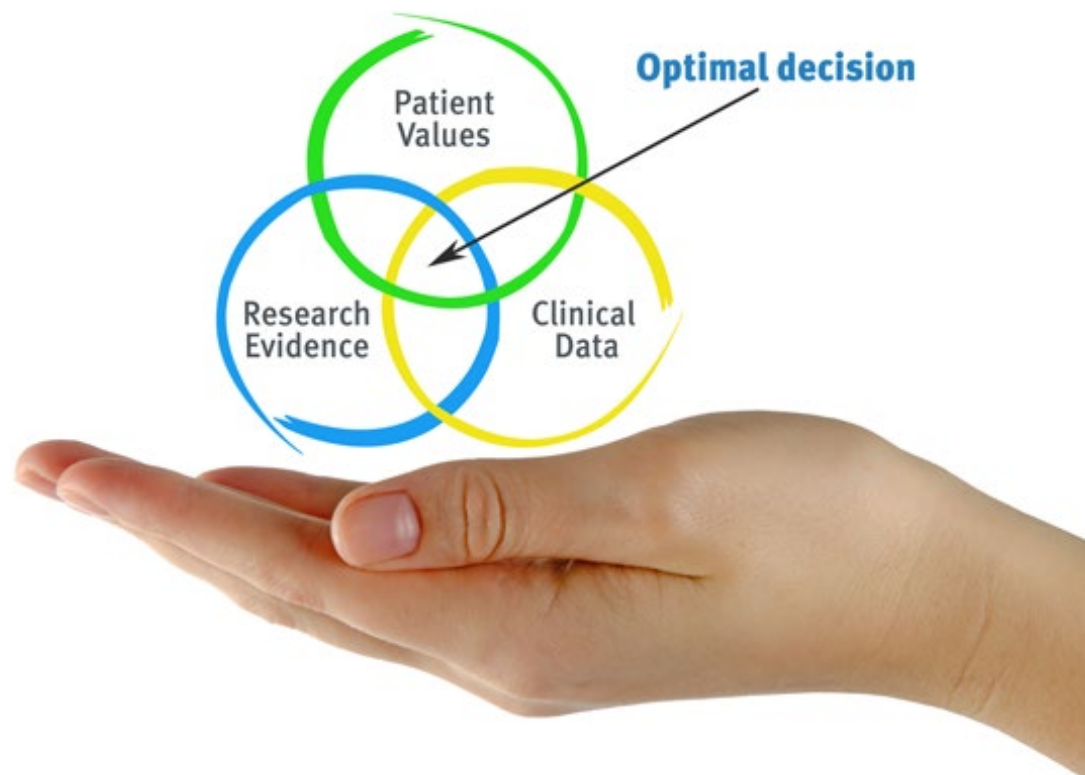 Optimal decision
Patient
Values
Research
Evidence
Clinical
Data